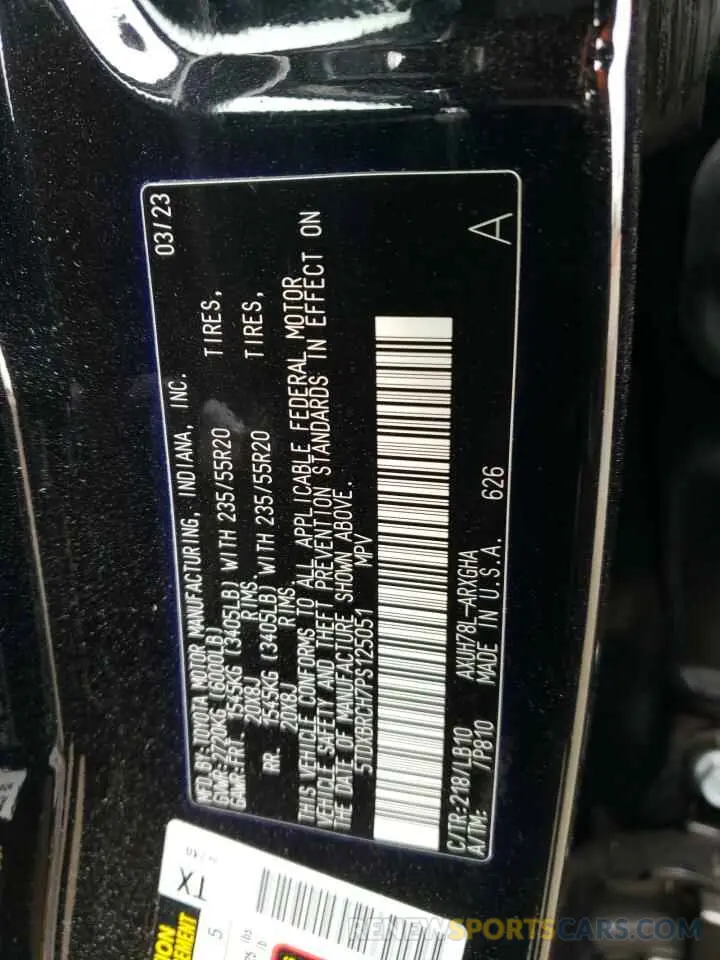 MFD BY: TOYOTA MOTOR MANUFACTURING, INDIANA, INC. 03/23
GVWR-2720KG (6000LB)
GAWR-FRT 1545KG (3405LB) WITH 235/55R20 TIRES,
20X8J RIMS.
RR. 1545KG (3405LB) WITH 235/55R20 TIRES,
20X8J RIMS.
THIS VEHICLE CONFORMS TO ALL APPLICABLE FEDERAL MOTOR
VEHICLE SAFETY AND THEFT PREVENTION STANDARDS IN EFFECT ON
THE DATE OF MANUFACTURE SHOWN ABOVE.
5TDXBRCH7PS125051 MPV
C/TR:218/LB10 AXUH78L-ARXGHA
A/TM: /P810 MADE IN U.S.A. 626
A
TX
5
RENEWSPORTS.COM